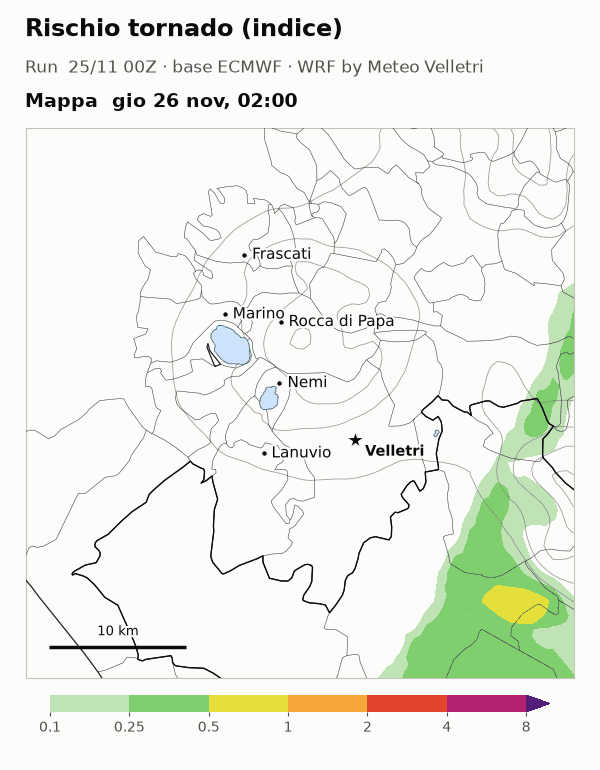 Rischio tornado (indice)
Run  25/11 00Z · base ECMWF · WRF by Meteo Velletri
Mappa  gio 26 nov, 02:00
Frascati
Marino
Rocca di Papa
Nemi
Velletri
Lanuvio
10 km
0.1 0.25 0.5 1 2 4 8